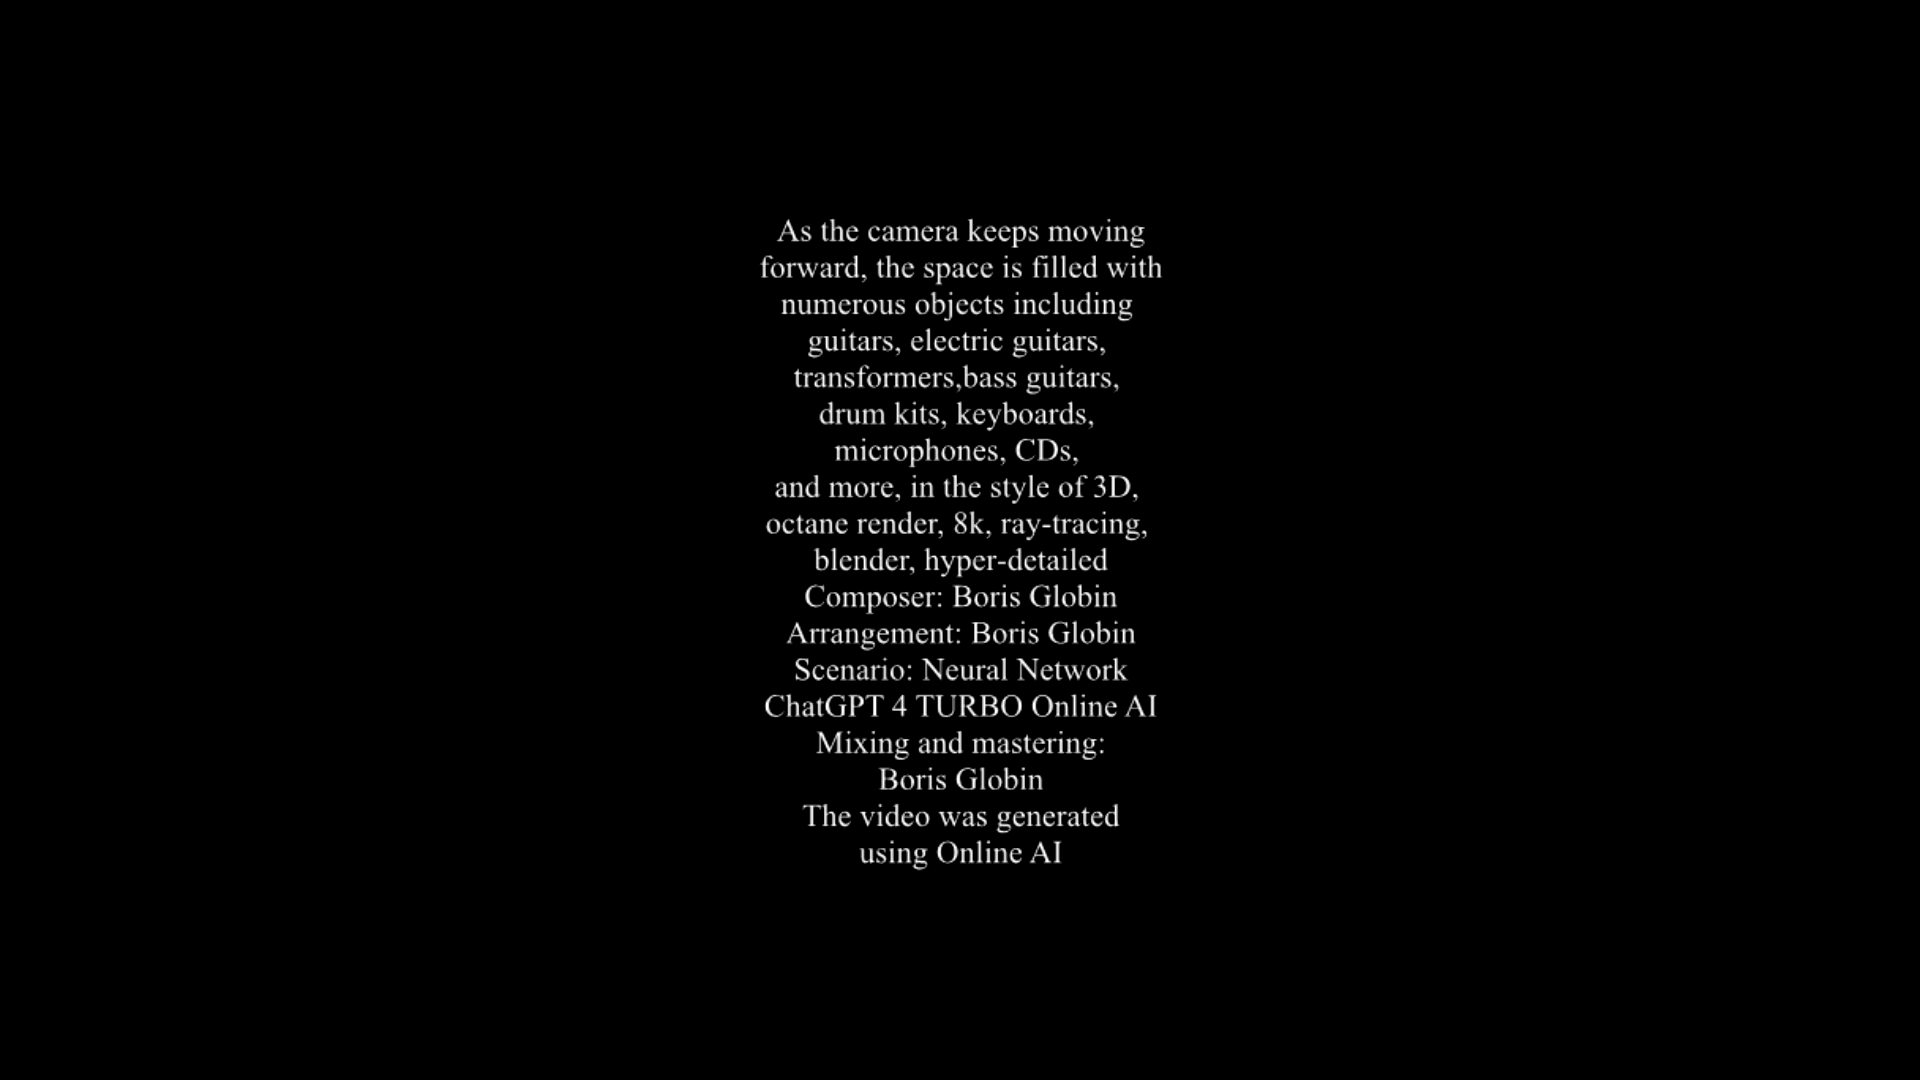 As the camera keeps moving
forward, the space is filled with
numerous objects including
guitars, electric guitars,
transformers,bass guitars,
drum kits, keyboards,
microphones, CDs,
and more, in the style of 3D,
octane render, 8k, ray-tracing,
blender, hyper-detailed
Composer: Boris Globin
Arrangement: Boris Globin
Scenario: Neural Network
ChatGPT 4 TURBO Online AI
Mixing and mastering:
Boris Globin
The video was generated
using Online AI